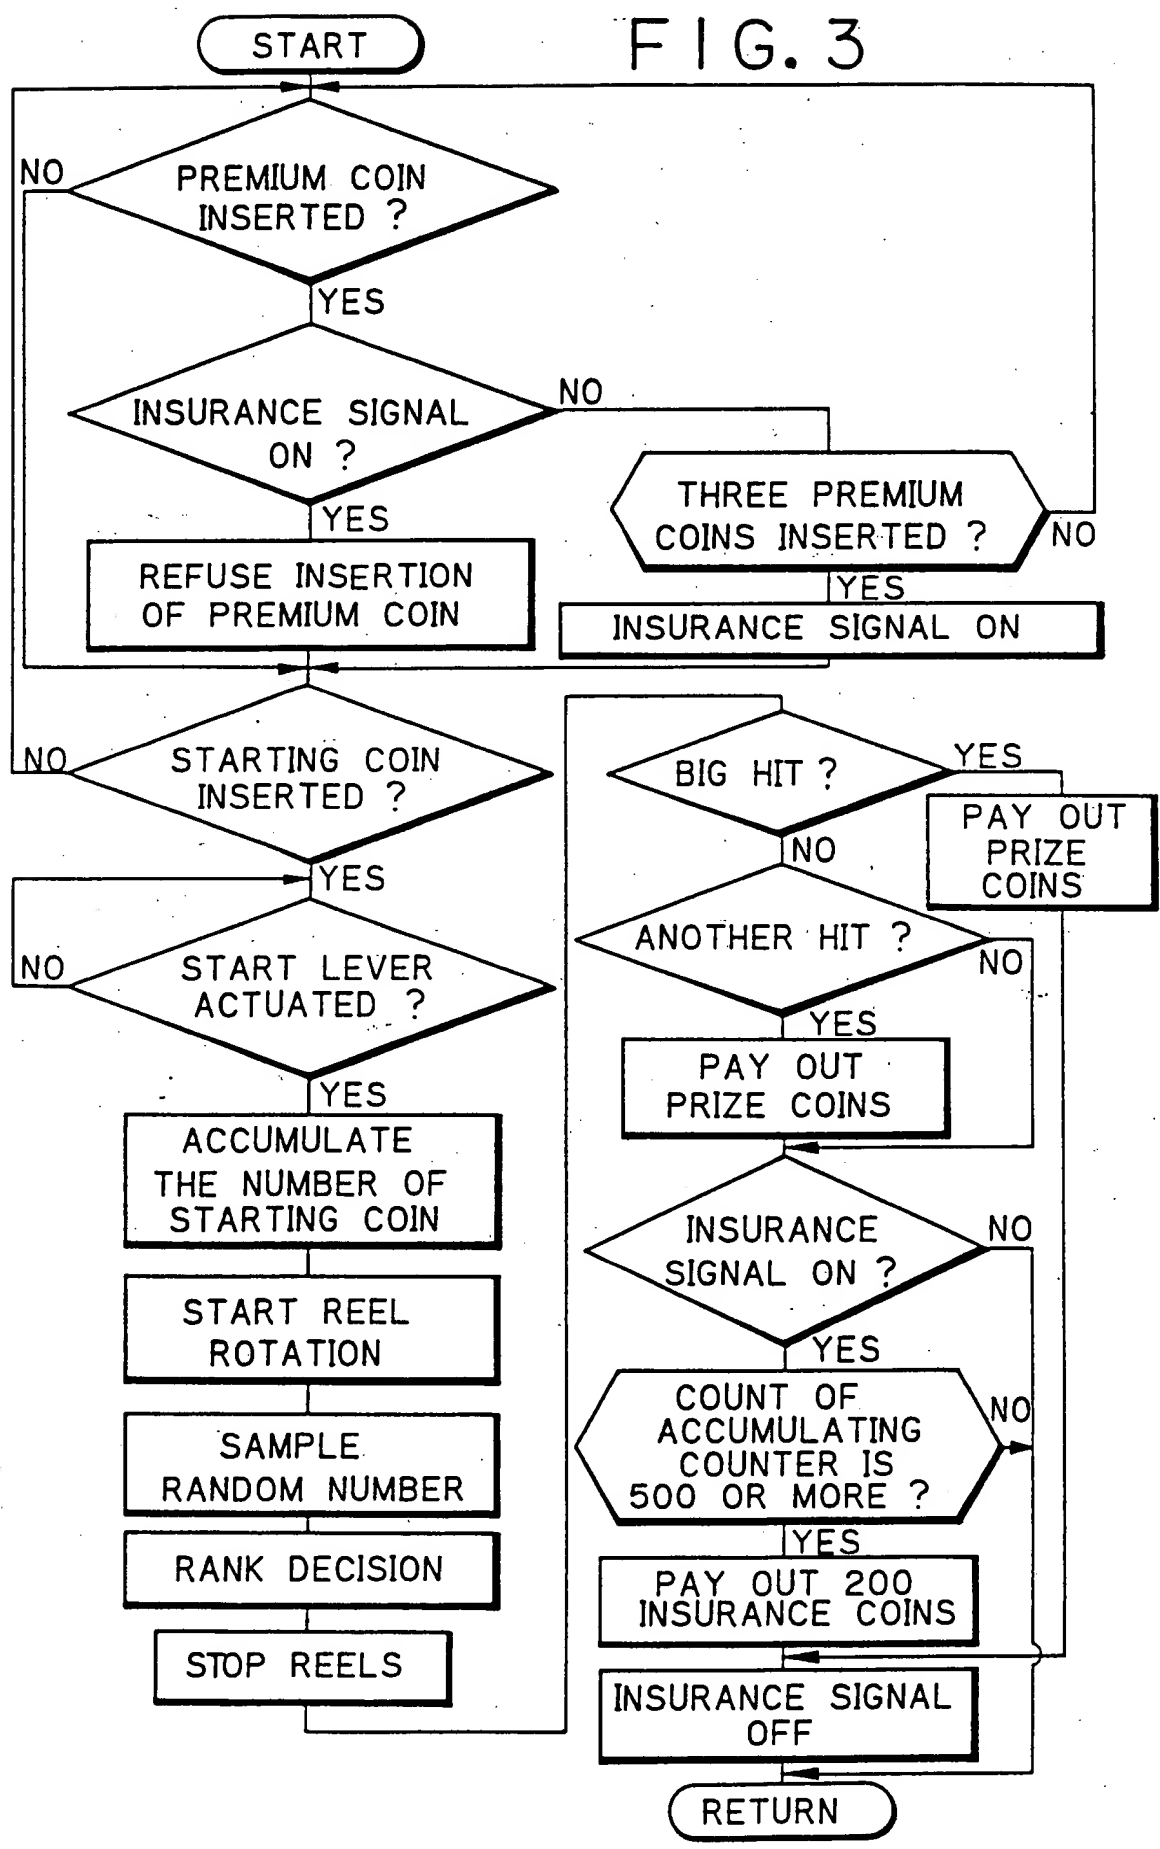 START
FIG. 3
NO
PREMIUM COIN
INSERTED ?
YES
INSURANCE SIGNAL
ON ?
NO
YES
THREE PREMIUM
COINS INSERTED ?
NO
YES
REFUSE INSERTION
OF PREMIUM COIN
INSURANCE SIGNAL ON
NO
STARTING COIN
INSERTED ?
YES
NO
START LEVER
ACTUATED ?
YES
ACCUMULATE
THE NUMBER OF
STARTING COIN
START REEL
ROTATION
SAMPLE
RANDOM NUMBER
RANK DECISION
STOP REELS
BIG HIT ?
YES
PAY OUT
PRIZE
COINS
NO
ANOTHER HIT ?
NO
YES
PAY OUT
PRIZE COINS
INSURANCE
SIGNAL ON ?
NO
YES
COUNT OF
ACCUMULATING
COUNTER IS
500 OR MORE ?
NO
YES
PAY OUT 200
INSURANCE COINS
INSURANCE SIGNAL
OFF
RETURN